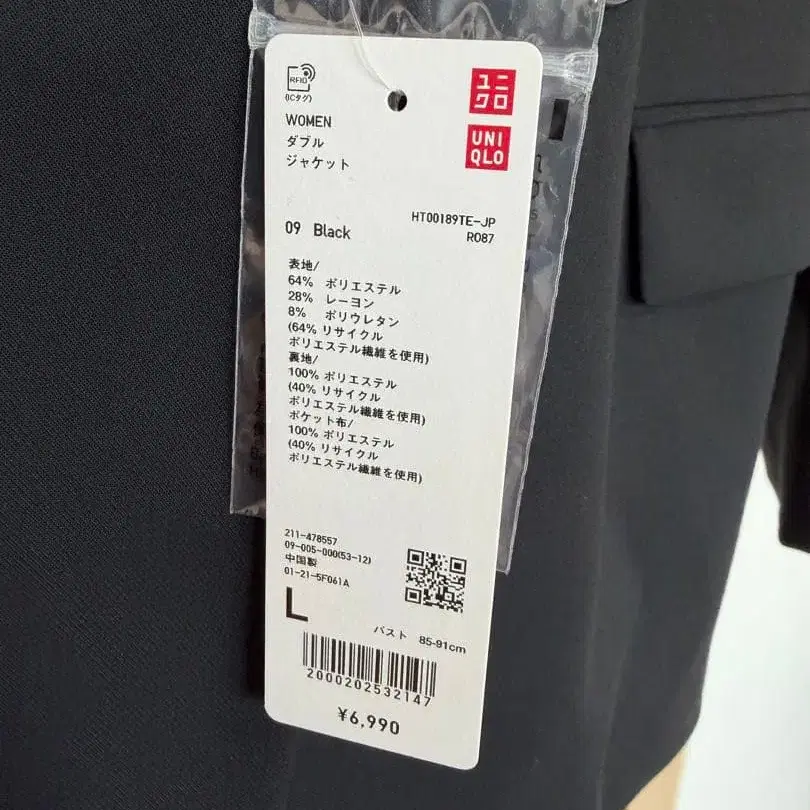 RFID
(ICタグ)
ユニ
クロ
UNI
QLO
WOMEN
ダブル
ジャケット
HT00189TE-JP
R087
09 Black
表地/
64% ポリエステル
28% レーヨン
8% ポリウレタン
(64% リサイクル
ポリエステル繊維を使用)
裏地/
100% ポリエステル
(40% リサイクル
ポリエステル繊維を使用)
ポケット布/
100% ポリエステル
(40% リサイクル
ポリエステル繊維を使用)
211-478557
09-005-000(53-12)
中国製
01-21-5F061A
L
バスト 85-91cm
2000202532147
¥6,990